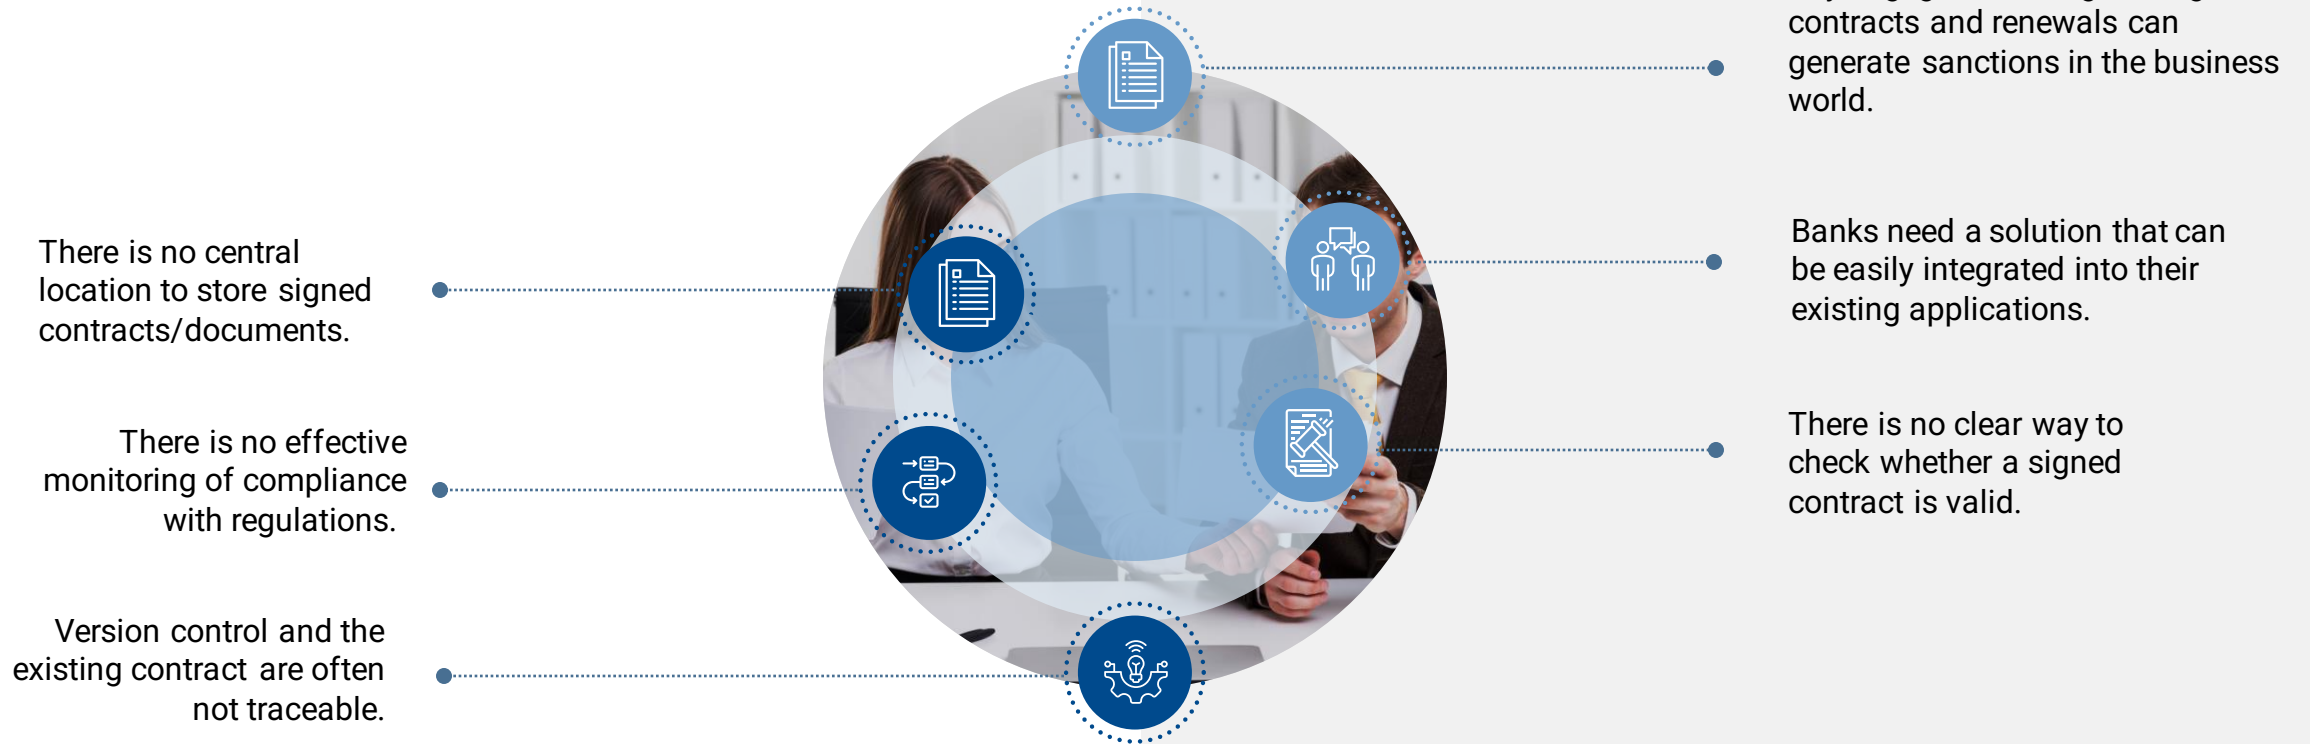 contracts and renewals can
generate sanctions in the business
world.
There is no central
location to store signed
contracts/documents.
Banks need a solution that can
be easily integrated into their
existing applications.
There is no effective
monitoring of compliance
with regulations.
There is no clear way to
check whether a signed
contract is valid.
Version control and the
existing contract are often
not traceable.